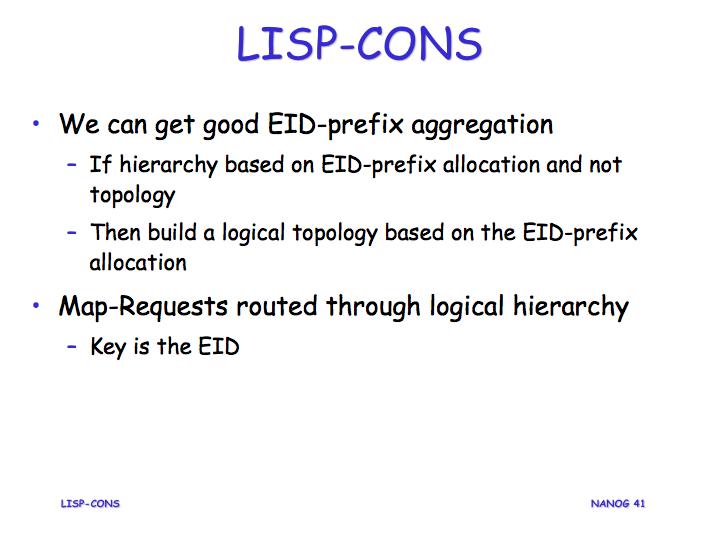 LISP-CONS
• We can get good EID-prefix aggregation
– If hierarchy based on EID-prefix allocation and not
topology
– Then build a logical topology based on the EID-prefix
allocation
• Map-Requests routed through logical hierarchy
– Key is the EID
LISP-CONS
NANOG 41